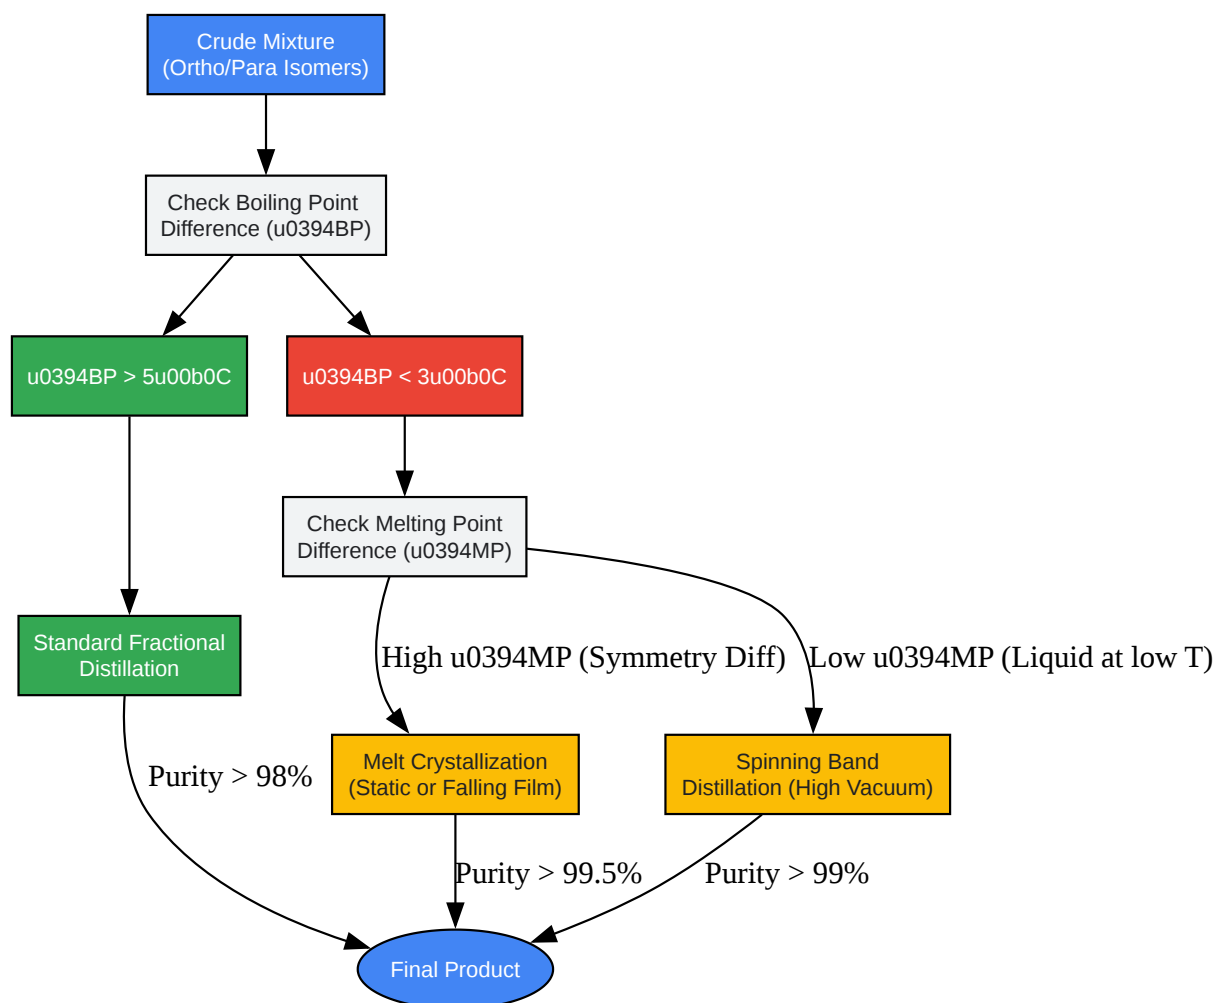 Crude Mixture
(Ortho/Para Isomers)
Check Boiling Point
Difference (u0394BP)
u0394BP > 5u00b0C
u0394BP < 3u00b0C
Check Melting Point
Difference (u0394MP)
Standard Fractional
Distillation
High u0394MP (Symmetry Diff)
Low u0394MP (Liquid at low T)
Melt Crystallization
(Static or Falling Film)
Spinning Band
Distillation (High Vacuum)
Purity > 98%
Purity > 99.5%
Purity > 99%
Final Product